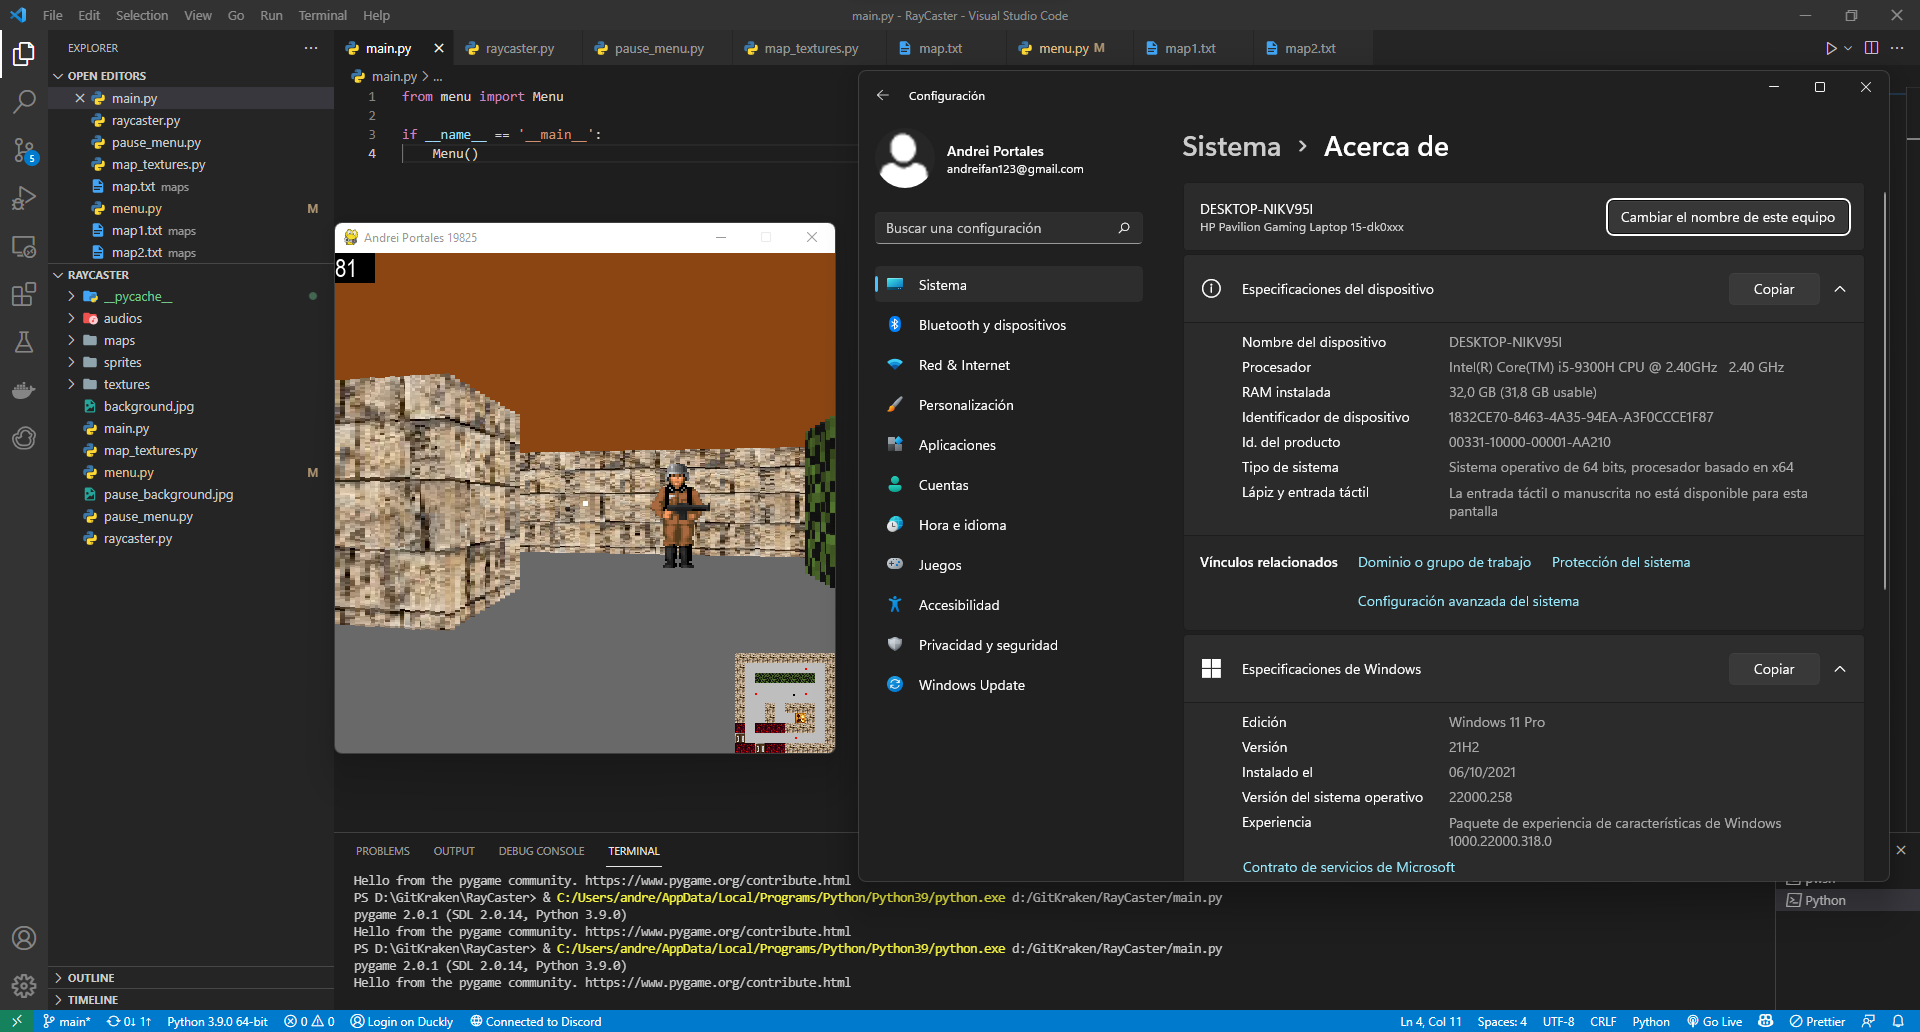 File Edit Selection View Go Run Terminal Help
main.py - RayCaster - Visual Studio Code
EXPLORER
OPEN EDITORS
main.py
raycaster.py
pause_menu.py
map_textures.py
map.txt maps
menu.py M
map1.txt maps
map2.txt maps
RAYCASTER
__pycache__
audios
maps
sprites
textures
background.jpg
main.py
map_textures.py
menu.py M
pause_background.jpg
pause_menu.py
raycaster.py
OUTLINE
TIMELINE
5
main.py raycaster.py pause_menu.py map_textures.py map.txt menu.py M map1.txt map2.txt
main.py > ...
1 from menu import Menu
2
3 if __name__ == '__main__':
4 Menu()
Andrei Portales 19825
81
Configuración
Andrei Portales
andreifan123@gmail.com
Buscar una configuración
Sistema
Bluetooth y dispositivos
Red & Internet
Personalización
Aplicaciones
Cuentas
Hora e idioma
Juegos
Accesibilidad
Privacidad y seguridad
Windows Update
Sistema > Acerca de
DESKTOP-NIKV95I
HP Pavilion Gaming Laptop 15-dk0xxx
Cambiar el nombre de este equipo
Especificaciones del dispositivo Copiar
Nombre del dispositivo DESKTOP-NIKV95I
Procesador Intel(R) Core(TM) i5-9300H CPU @ 2.40GHz 2.40 GHz
RAM instalada 32,0 GB (31,8 GB usable)
Identificador de dispositivo 1832CE70-8463-4A35-94EA-A3F0CCCE1F87
Id. del producto 00331-10000-00001-AA210
Tipo de sistema Sistema operativo de 64 bits, procesador basado en x64
Lápiz y entrada táctil La entrada táctil o manuscrita no está disponible para esta
pantalla
Vínculos relacionados Dominio o grupo de trabajo Protección del sistema
Configuración avanzada del sistema
Especificaciones de Windows Copiar
Edición Windows 11 Pro
Versión 21H2
Instalado el 06/10/2021
Versión del sistema operativo 22000.258
Experiencia Paquete de experiencia de características de Windows
1000.22000.318.0
Contrato de servicios de Microsoft
PROBLEMS OUTPUT DEBUG CONSOLE TERMINAL
Hello from the pygame community. https://www.pygame.org/contribute.html
PS D:\GitKraken\RayCaster> & C:/Users/andre/AppData/Local/Programs/Python/Python39/python.exe d:/GitKraken/RayCaster/main.py
pygame 2.0.1 (SDL 2.0.14, Python 3.9.0)
Hello from the pygame community. https://www.pygame.org/contribute.html
PS D:\GitKraken\RayCaster> & C:/Users/andre/AppData/Local/Programs/Python/Python39/python.exe d:/GitKraken/RayCaster/main.py
pygame 2.0.1 (SDL 2.0.14, Python 3.9.0)
Hello from the pygame community. https://www.pygame.org/contribute.html
Python
main* 0↓ 1↑ Python 3.9.0 64-bit 0 0 Login on Duckly Connected to Discord
Ln 4, Col 11 Spaces: 4 UTF-8 CRLF Python Go Live Prettier